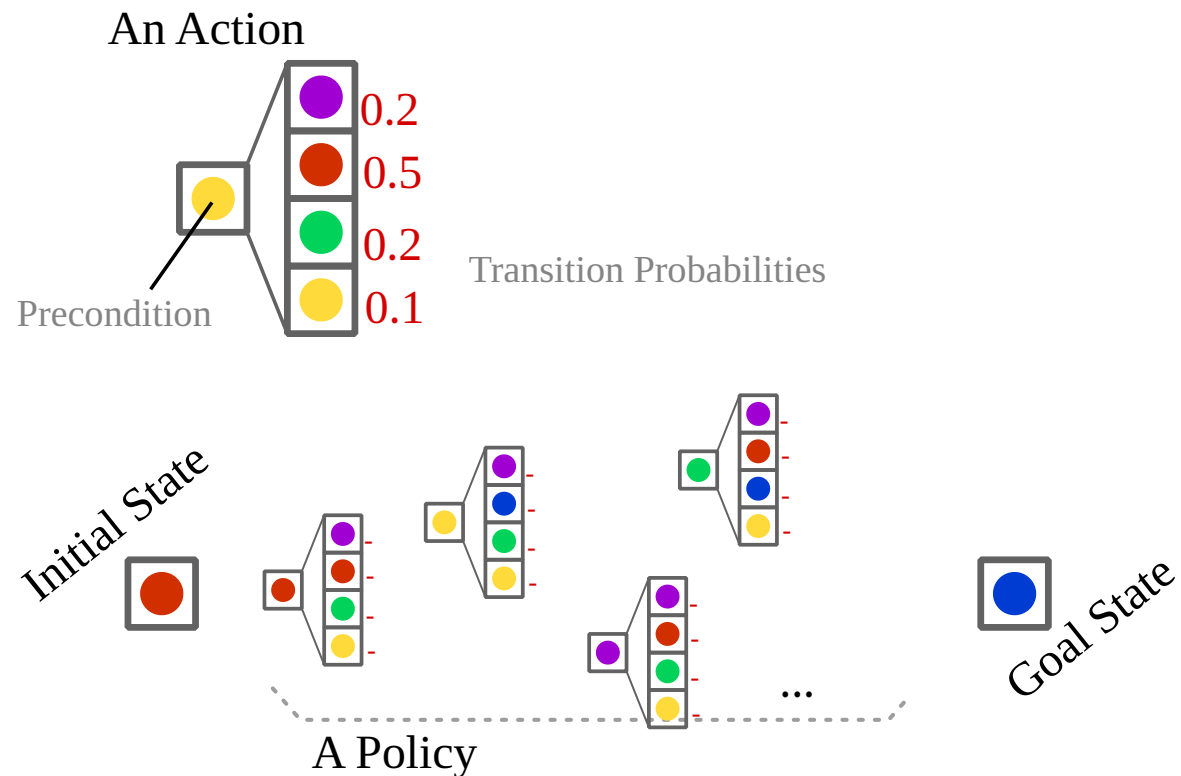 An Action
0.2
0.5
0.2
0.1
Transition Probabilities
Precondition
Initial State
Goal State
...
A Policy